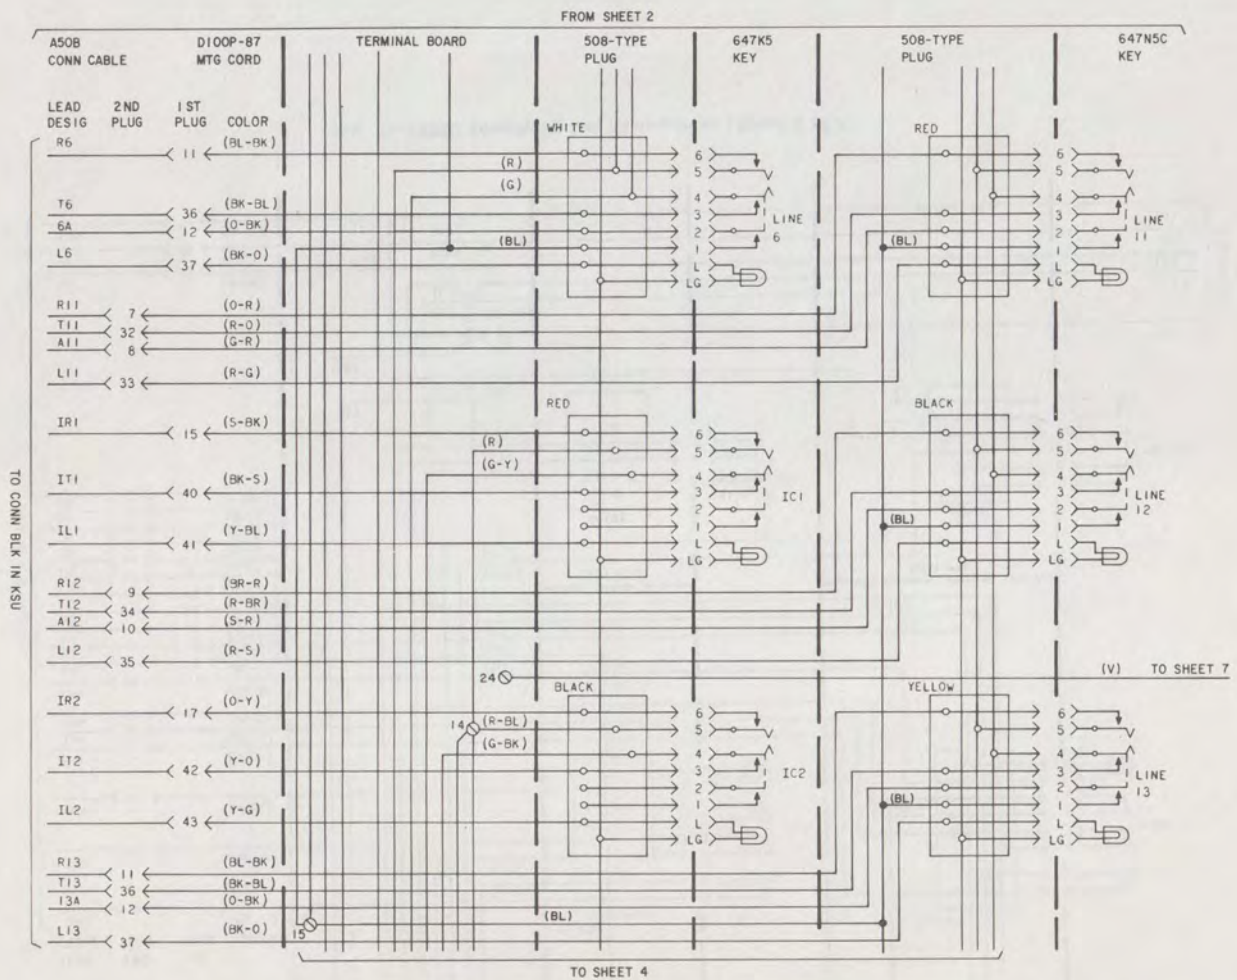 FROM SHEET 2
A50B CONN CABLE
D100P-87 MTG CORD
TERMINAL BOARD
508-TYPE PLUG
647K5 KEY
508-TYPE PLUG
647N5C KEY
LEAD DESIG
2ND PLUG
1ST PLUG
COLOR
WHITE
RED
R6 11 (BL-BK)
(R)
(G)
T6 36 (BK-BL)
6A 12 (O-BK)
(BL)
L6 37 (BK-O)
6
5
4
3
2
1
L
LG
LINE 6
(BL)
6
5
4
3
2
1
L
LG
LINE 11
R11 7 (O-R)
T11 32 (R-O)
A11 8 (G-R)
L11 33 (R-G)
RED
BLACK
IR1 15 (S-BK)
(R)
(G-Y)
IT1 40 (BK-S)
IL1 41 (Y-BL)
6
5
4
3
2
1
L
LG
IC1
(BL)
6
5
4
3
2
1
L
LG
LINE 12
TO CONN BLK IN KSU
R12 9 (BR-R)
T12 34 (R-BR)
A12 10 (S-R)
L12 35 (R-S)
24
(V) TO SHEET 7
BLACK
YELLOW
IR2 17 (O-Y)
14
(R-BL)
(G-BK)
IT2 42 (Y-O)
IL2 43 (Y-G)
6
5
4
3
2
1
L
LG
IC2
(BL)
6
5
4
3
2
1
L
LG
LINE 13
R13 11 (BL-BK)
T13 36 (BK-BL)
13A 12 (O-BK)
L13 37 (BK-O)
15
(BL)
TO SHEET 4